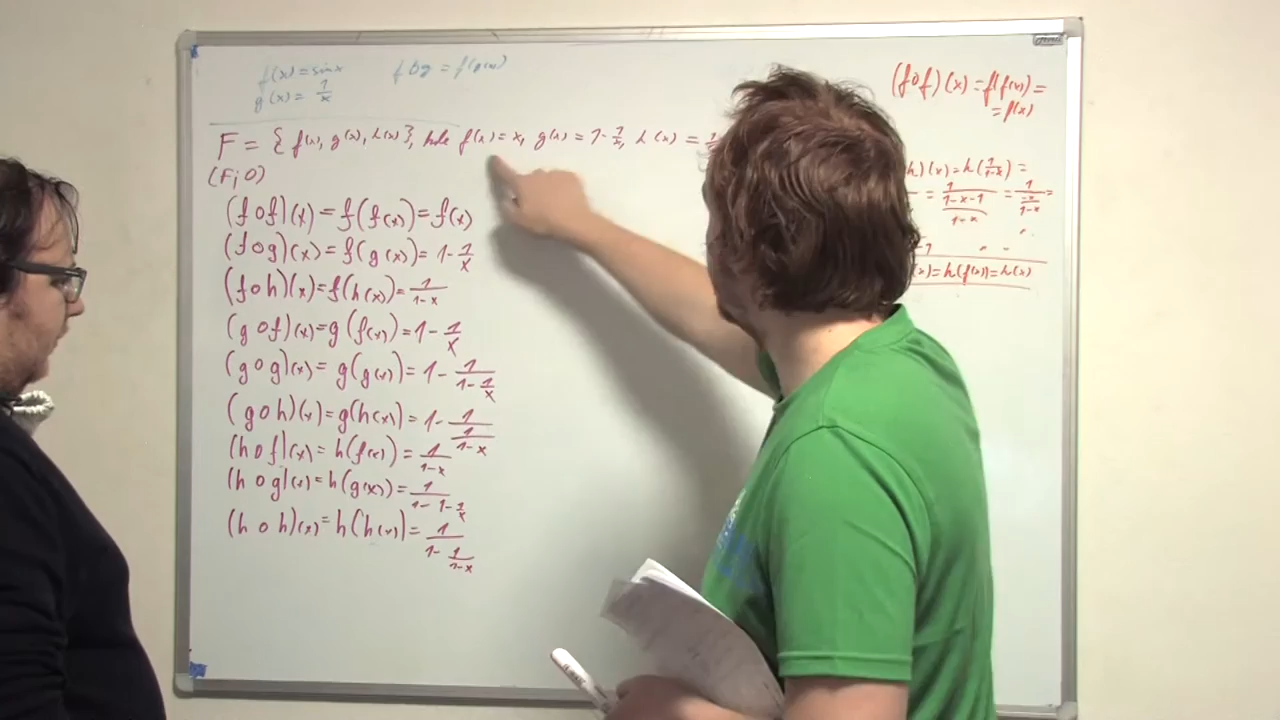 f(x) = sin x f o g = f(g(x))
g(x) = 1/x
F = { f(x), g(x), h(x) }, kde f(x) = x, g(x) = 1 - 1/x, h(x) =
(F; O)
(f o f)(x) = f(f(x)) = f(x)
(f o g)(x) = f(g(x)) = 1 - 1/x
(f o h)(x) = f(h(x)) = 1/(1-x)
(g o f)(x) = g(f(x)) = 1 - 1/x
(g o g)(x) = g(g(x)) = 1 - 1/(1 - 1/x)
(g o h)(x) = g(h(x)) = 1 - 1/(1/(1-x))
(h o f)(x) = h(f(x)) = 1/(1-x)
(h o g)(x) = h(g(x)) = 1/(1 - 1 - 1/x)
(h o h)(x) = h(h(x)) = 1/(1 - 1/(1-x))
(f o f)(x) = f(f(x)) =
= f(x)
h)(x) = h(1/(1-x)) =
= 1/((1-x-1)/(1-x)) = 1/(-x/(1-x)) =
(x) = h(f(x)) = h(x)